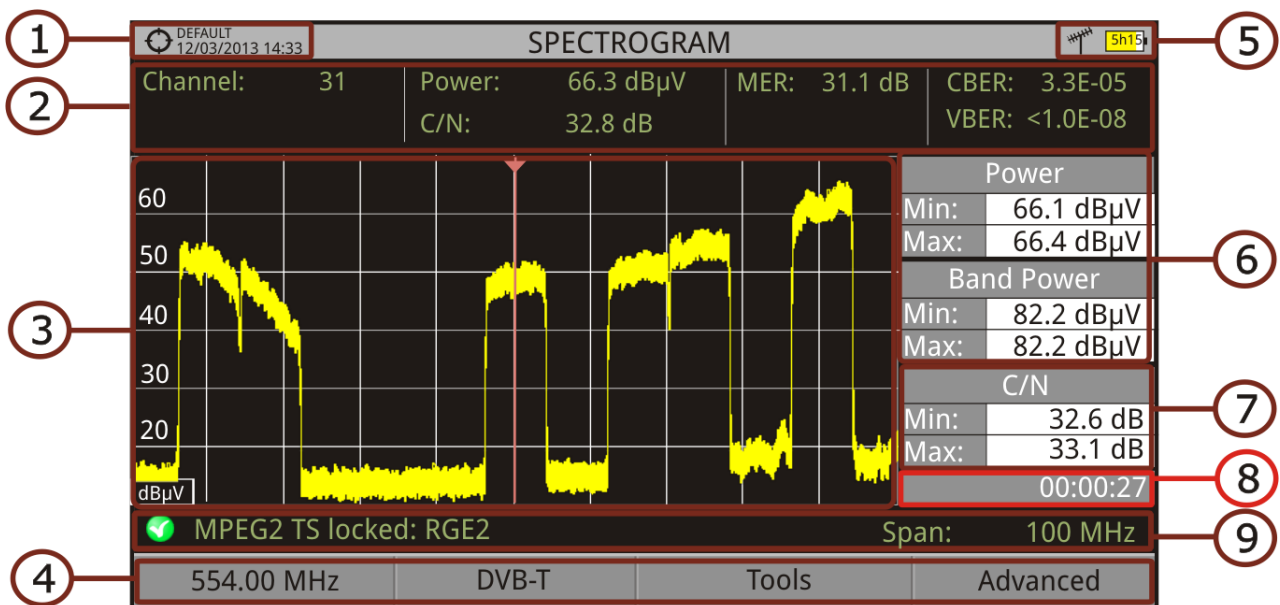 1
DEFAULT
12/03/2013 14:33
SPECTROGRAM
5h15
5
2
Channel: 31
Power: 66.3 dBµV
MER: 31.1 dB
CBER: 3.3E-05
C/N: 32.8 dB
VBER: <1.0E-08
3
60
50
40
30
20
dBµV
Power
Min: 66.1 dBµV
Max: 66.4 dBµV
Band Power
Min: 82.2 dBµV
Max: 82.2 dBµV
6
C/N
Min: 32.6 dB
Max: 33.1 dB
7
00:00:27
8
MPEG2 TS locked: RGE2
Span: 100 MHz
9
4
554.00 MHz
DVB-T
Tools
Advanced